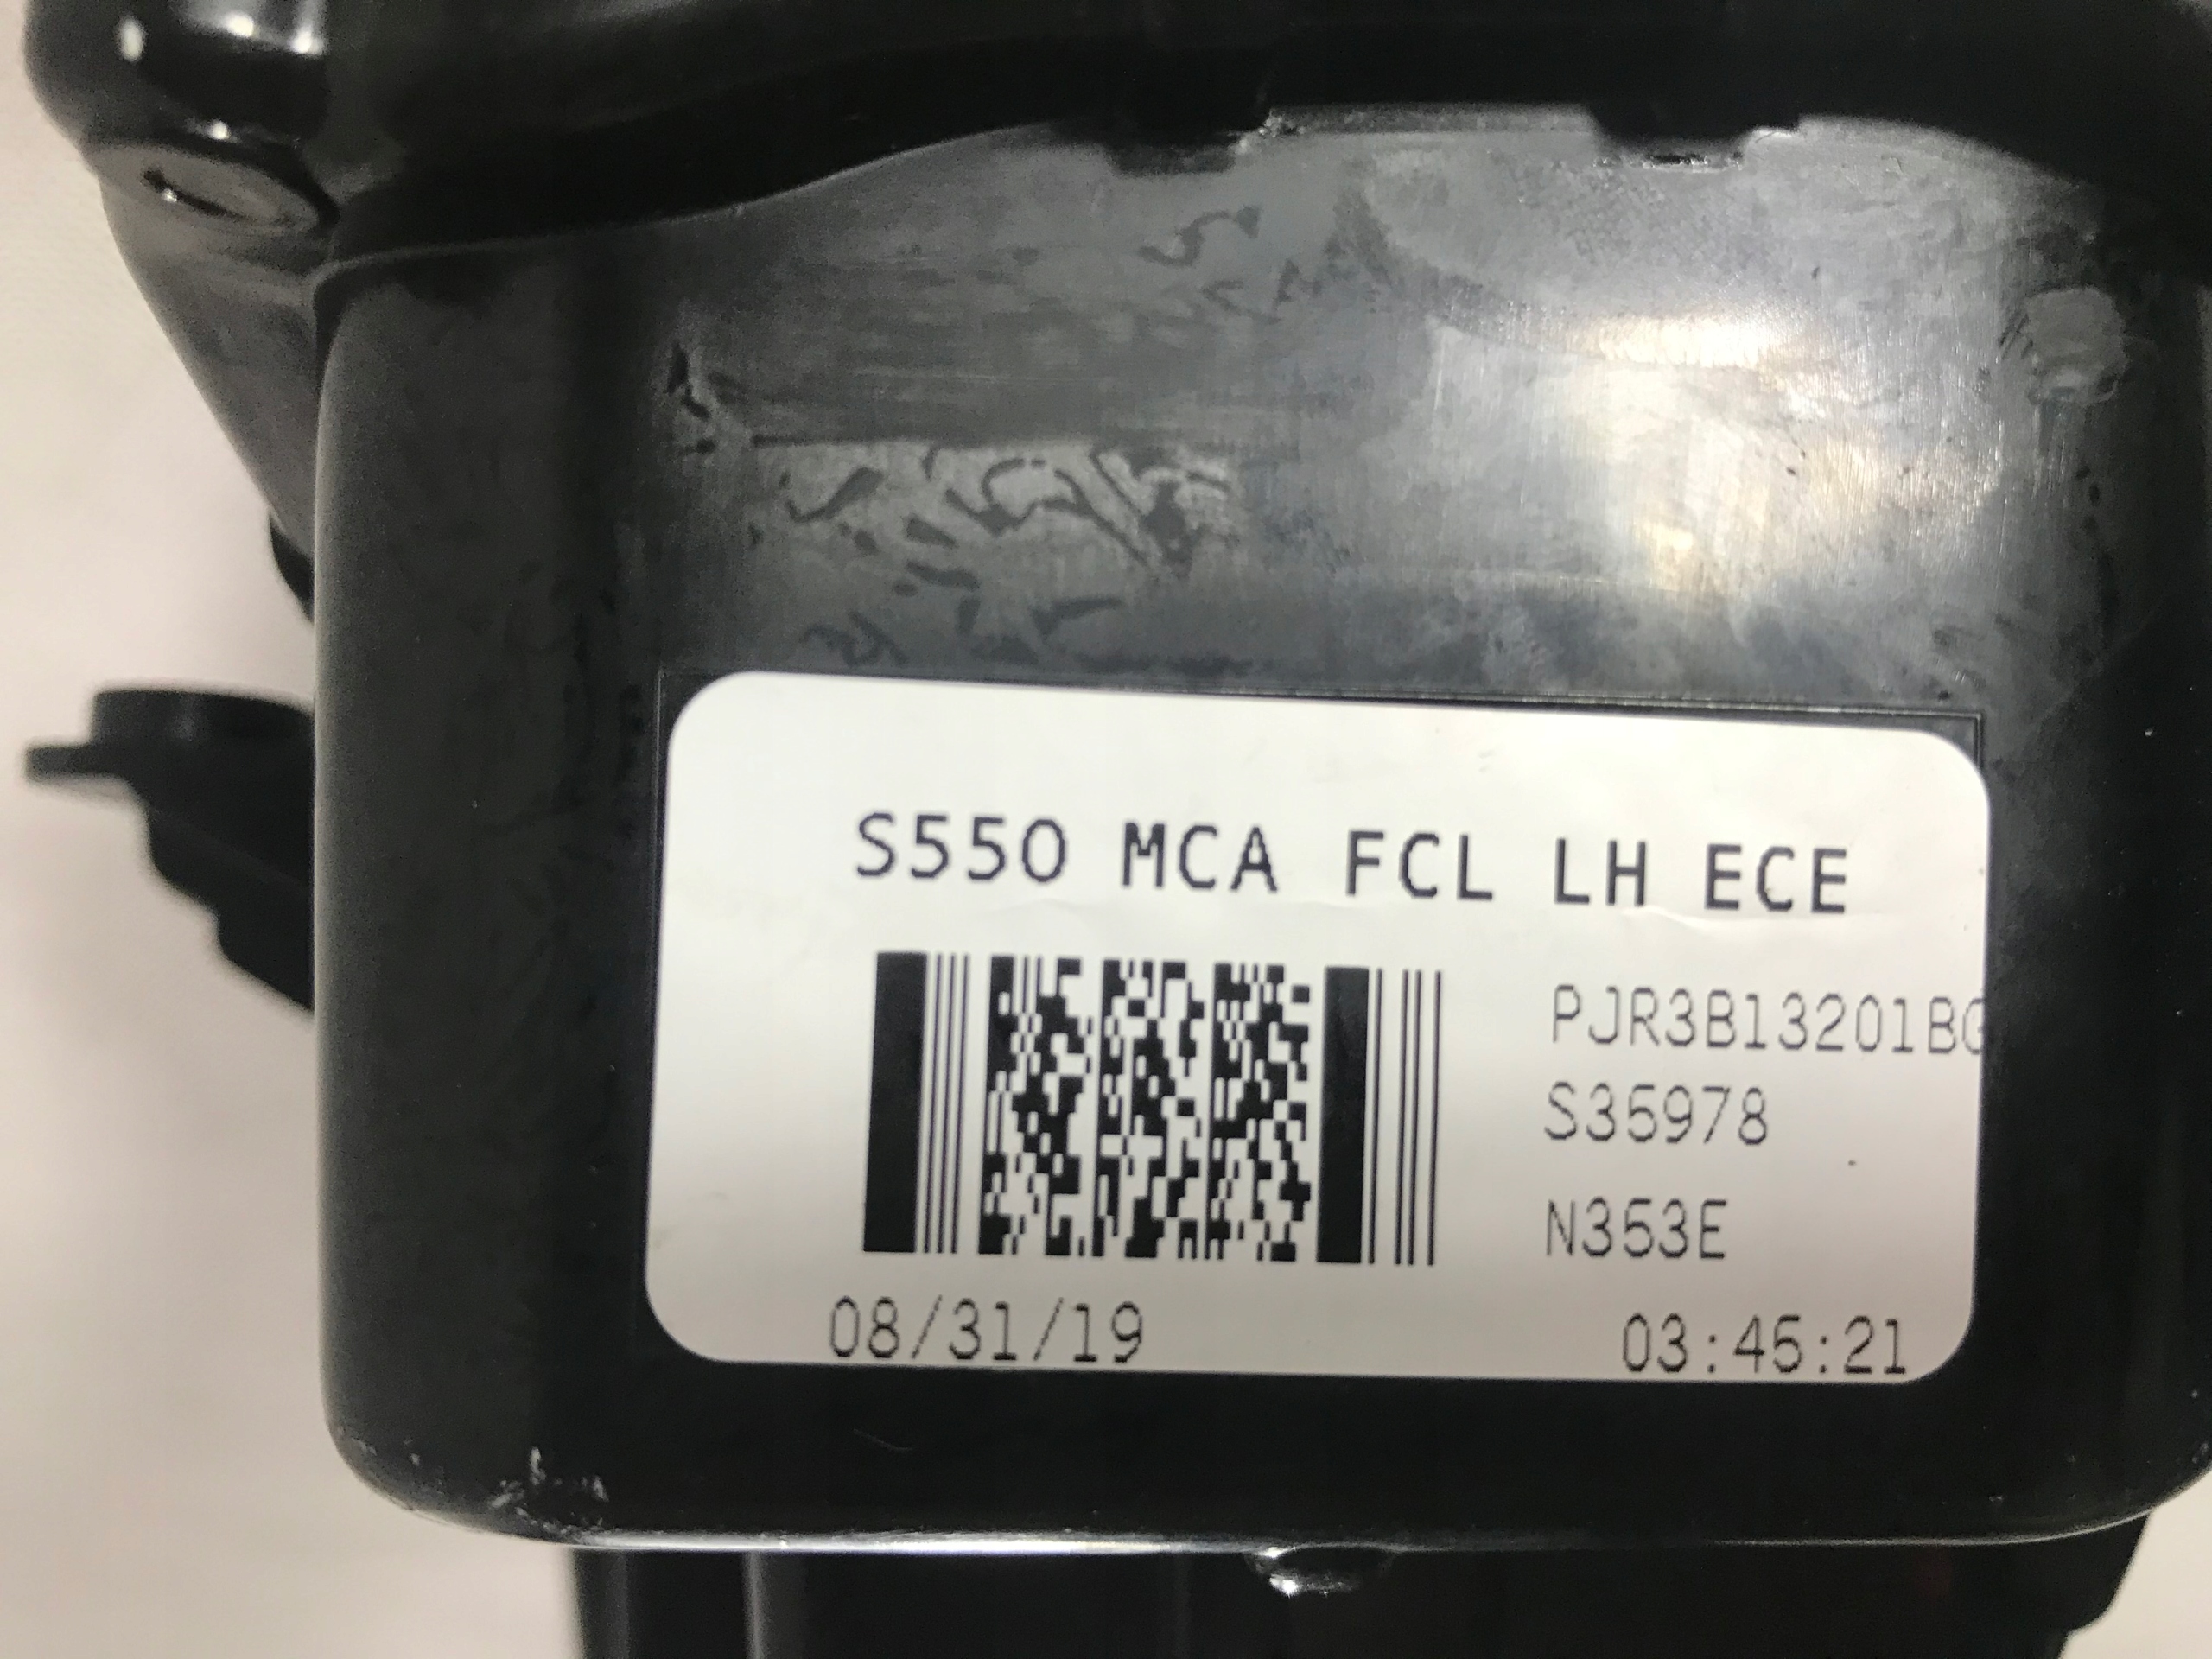 S550 MCA FCL LH ECE
PJR3B13201BG
S35978
N353E
08/31/19
03:45:21